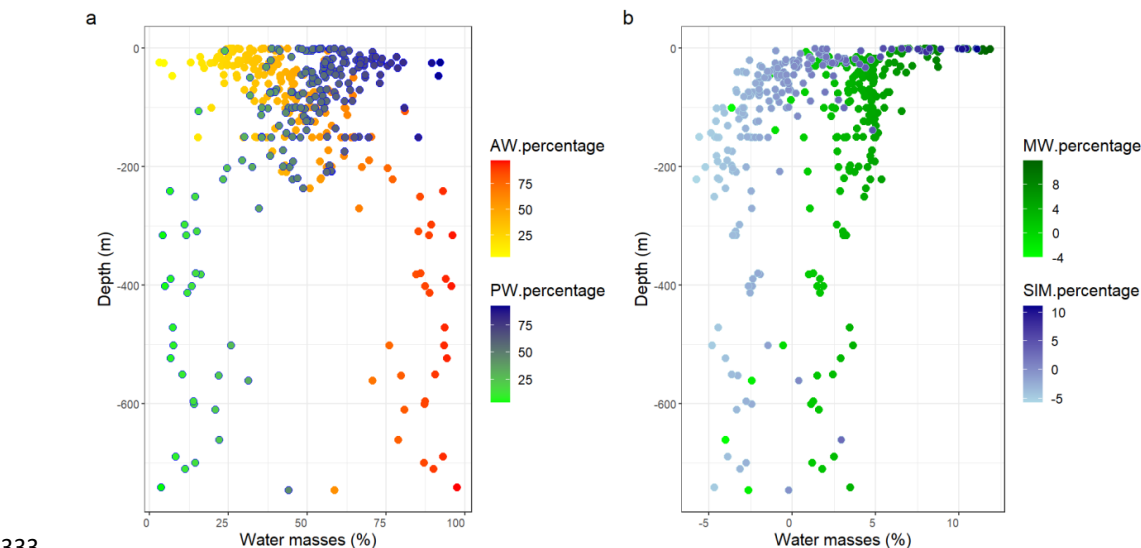 a
0
-200
-400
-600
Depth (m)
0 25 50 75 100
Water masses (%)
AW.percentage
75
50
25
PW.percentage
75
50
25
b
0
-200
-400
-600
Depth (m)
-5 0 5 10
Water masses (%)
MW.percentage
8
4
0
-4
SIM.percentage
10
5
0
-5